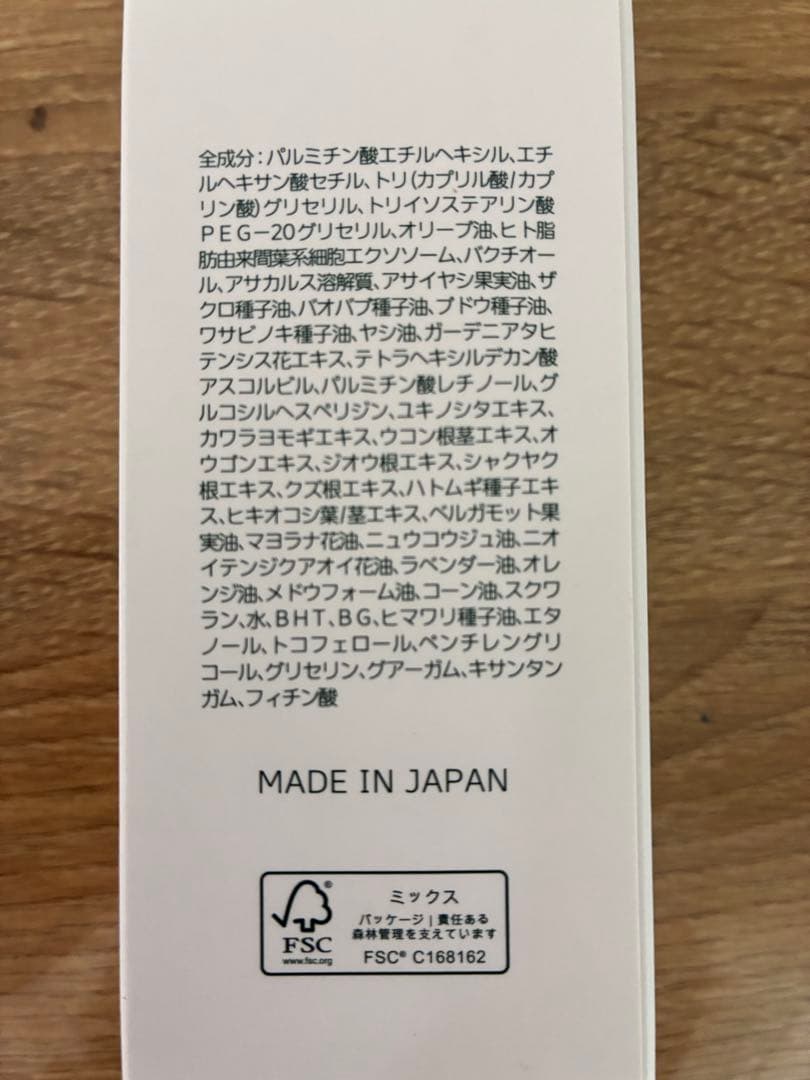 全成分：パルミチン酸エチルヘキシル、エチ
ルヘキサン酸セチル、トリ(カプリル酸/カプ
リン酸)グリセリル、トリイソステアリン酸
ＰＥＧ－20グリセリル、オリーブ油、ヒト脂
肪由来間葉系細胞エクソソーム、バクチオー
ル、アサカルス溶解質、アサイヤシ果実油、ザ
クロ種子油、バオバブ種子油、ブドウ種子油、
ワサビノキ種子油、ヤシ油、ガーデニアタヒ
テンシス花エキス、テトラヘキシルデカン酸
アスコルビル、パルミチン酸レチノール、グ
ルコシルヘスペリジン、ユキノシタエキス、
カワラヨモギエキス、ウコン根茎エキス、オ
ウゴンエキス、ジオウ根エキス、シャクヤク
根エキス、クズ根エキス、ハトムギ種子エキ
ス、ヒキオコシ葉/茎エキス、ベルガモット果
実油、マヨラナ花油、ニュウコウジュ油、ニオ
イテンジクアオイ花油、ラベンダー油、オレ
ンジ油、メドウフォーム油、コーン油、スクワ
ラン、水、ＢＨＴ、ＢＧ、ヒマワリ種子油、エタ
ノール、トコフェロール、ペンチレングリ
コール、グリセリン、グアーガム、キサンタン
ガム、フィチン酸
MADE IN JAPAN
ミックス
パッケージ | 責任ある
森林管理を支えています
FSC® C168162
®
FSC
www.fsc.org